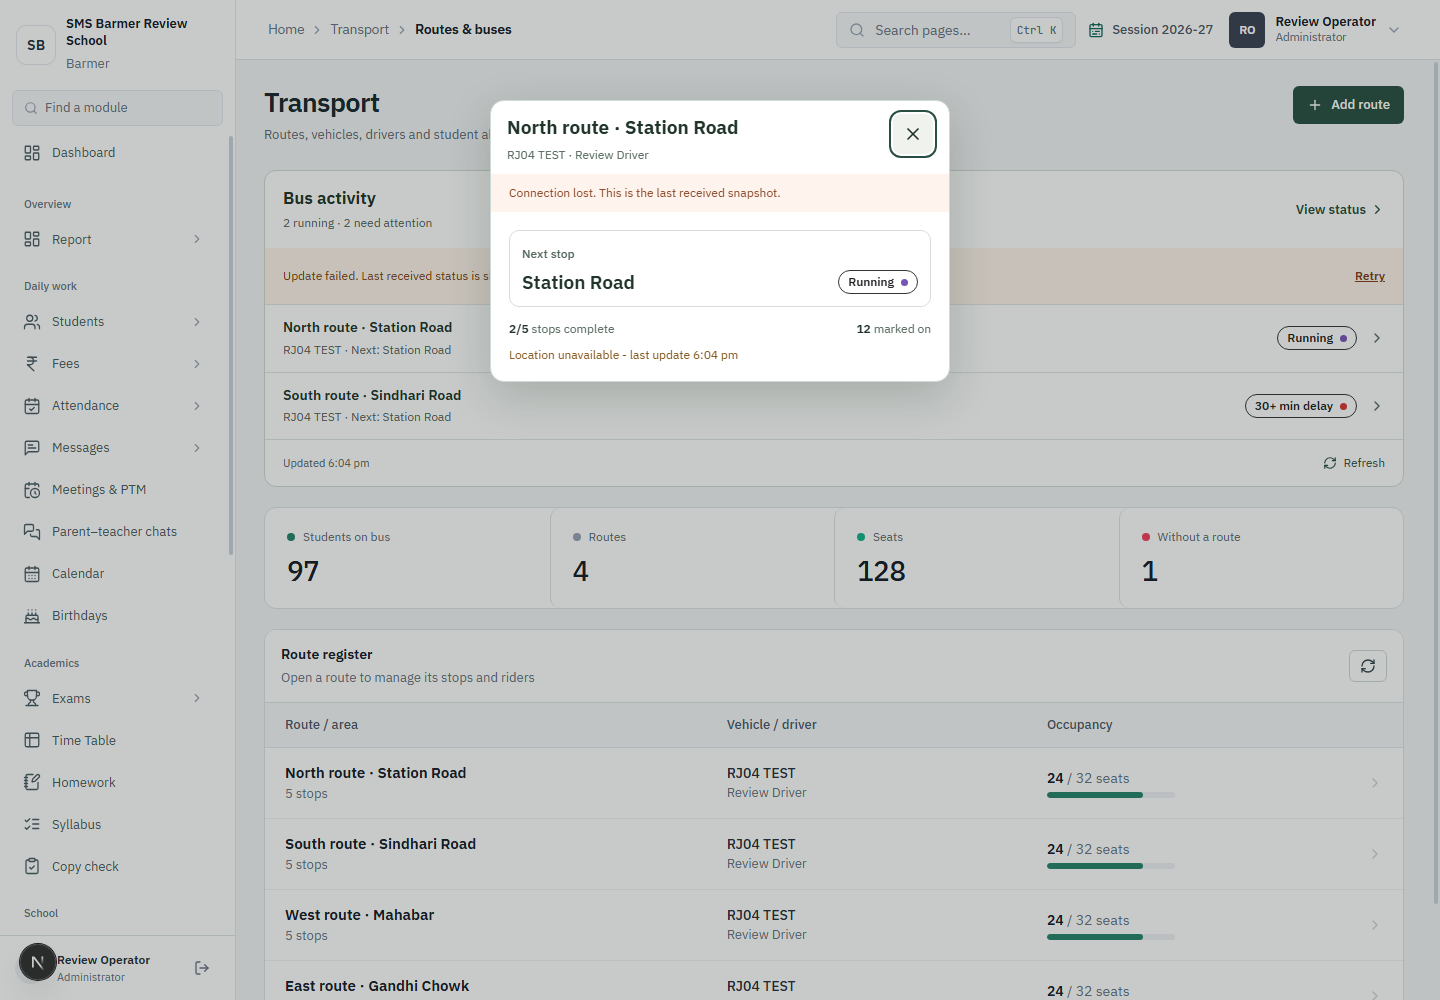 SB
SMS Barmer Review
School
Barmer
Find a module
Dashboard
Overview
Report
Daily work
Students
Fees
Attendance
Messages
Meetings & PTM
Parent–teacher chats
Calendar
Birthdays
Academics
Exams
Time Table
Homework
Syllabus
Copy check
School
N
Review Operator
Administrator
Home
Transport
Routes & buses
Search pages...
Ctrl K
Session 2026-27
RO
Review Operator
Administrator
Transport
Routes, vehicles, drivers and student al
Add route
North route · Station Road
RJ04 TEST · Review Driver
Connection lost. This is the last received snapshot.
Next stop
Station Road
Running
2/5 stops complete
12 marked on
Location unavailable - last update 6:04 pm
Bus activity
2 running · 2 need attention
View status
Update failed. Last received status is s
Retry
North route · Station Road
RJ04 TEST · Next: Station Road
Running
South route · Sindhari Road
RJ04 TEST · Next: Station Road
30+ min delay
Updated 6:04 pm
Refresh
Students on bus
97
Routes
4
Seats
128
Without a route
1
Route register
Open a route to manage its stops and riders
Route / area
Vehicle / driver
Occupancy
North route · Station Road
5 stops
RJ04 TEST
Review Driver
24 / 32 seats
South route · Sindhari Road
5 stops
RJ04 TEST
Review Driver
24 / 32 seats
West route · Mahabar
5 stops
RJ04 TEST
Review Driver
24 / 32 seats
East route · Gandhi Chowk
RJ04 TEST
24 / 32 seats